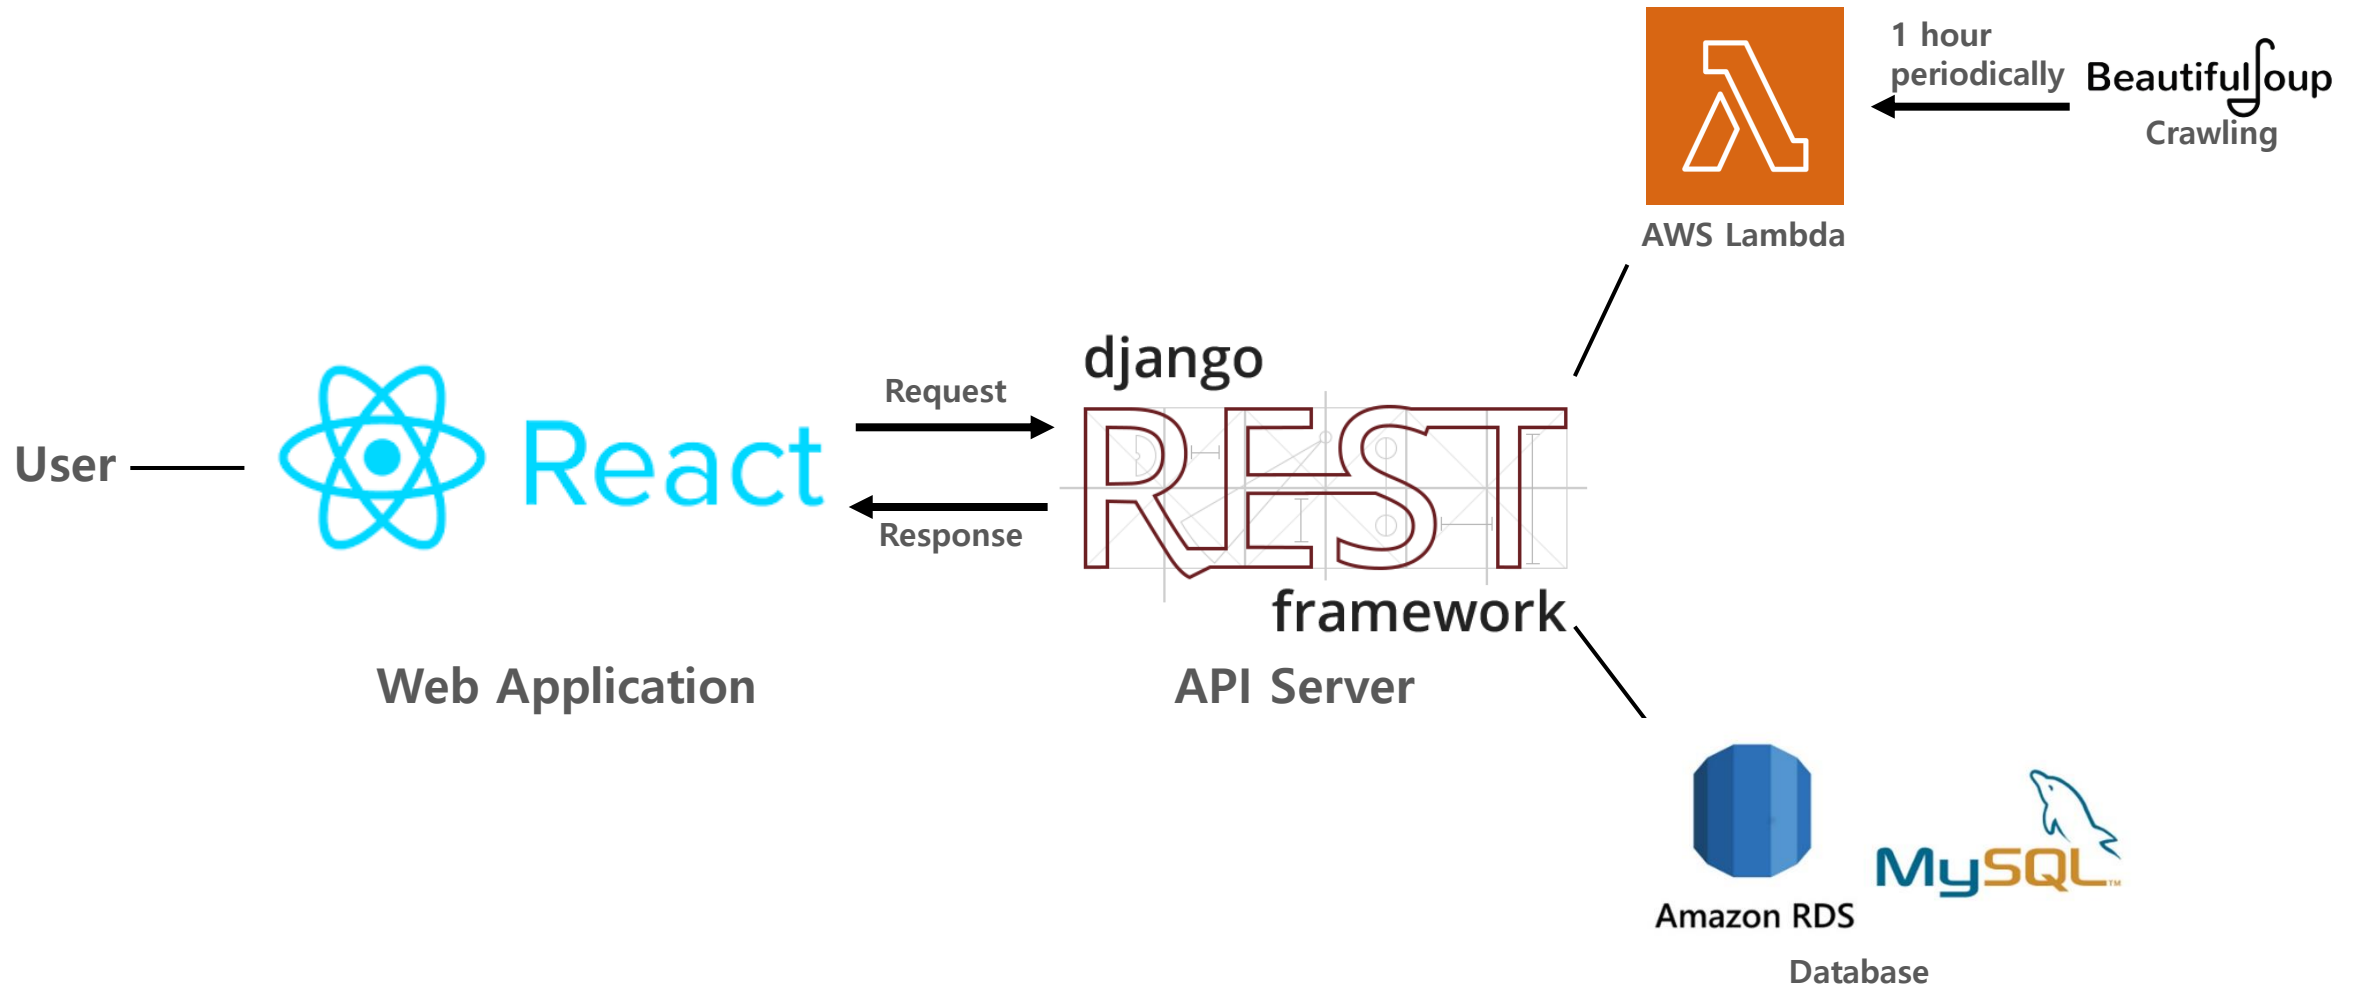 1 hour
periodically
BeautifulSoup
Crawling
AWS Lambda
django
REST
framework
Request
Response
User
React
Web Application
API Server
MySQL™
Amazon RDS
Database